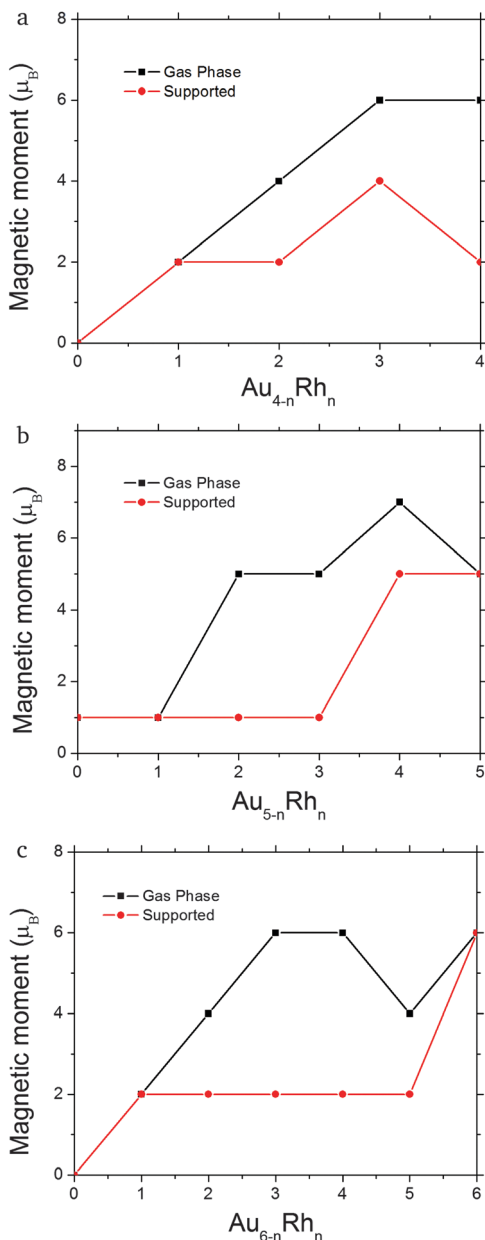 a
8
6
4
2
0
Magnetic moment (μB)
Gas Phase
Supported
0 1 2 3 4
Au4-nRhn
b
8
6
4
2
0
Magnetic moment (μB)
Gas Phase
Supported
0 1 2 3 4 5
Au5-nRhn
c
8
6
4
2
0
Magnetic moment (μB)
Gas Phase
Supported
0 1 2 3 4 5 6
Au6-nRhn